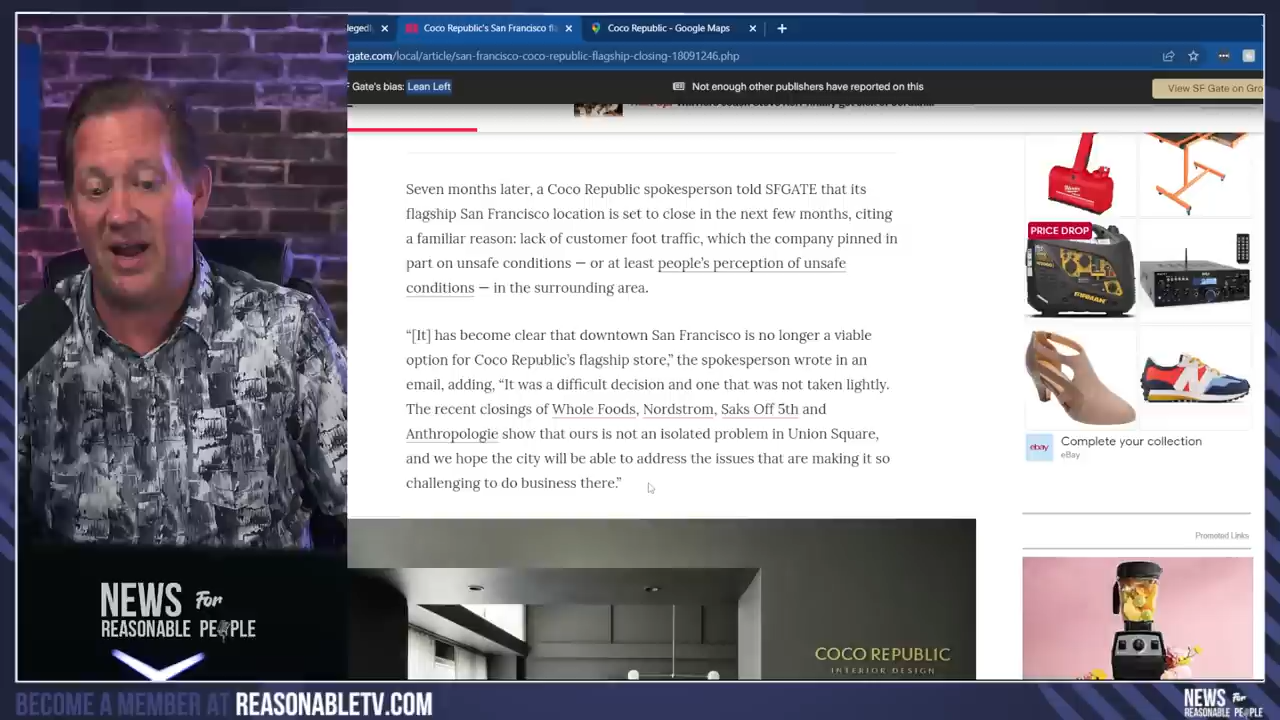 legedl
Coco Republic's San Francisco fl
Coco Republic - Google Maps
fgate.com/local/article/san-francisco-coco-republic-flagship-closing-18091246.php
F Gate's bias: Lean Left
Not enough other publishers have reported on this
View SF Gate on Gro
Seven months later, a Coco Republic spokesperson told SFGATE that its
flagship San Francisco location is set to close in the next few months, citing
a familiar reason: lack of customer foot traffic, which the company pinned in
part on unsafe conditions — or at least people's perception of unsafe
conditions — in the surrounding area.
“[It] has become clear that downtown San Francisco is no longer a viable
option for Coco Republic's flagship store,” the spokesperson wrote in an
email, adding, “It was a difficult decision and one that was not taken lightly.
The recent closings of Whole Foods, Nordstrom, Saks Off 5th and
Anthropologie show that ours is not an isolated problem in Union Square,
and we hope the city will be able to address the issues that are making it so
challenging to do business there.”
COCO REPUBLIC
INTERIOR DESIGN
PRICE DROP
FIRMAN
ebay
Complete your collection
eBay
Promoted Links
NEWS For
REASONABLE PEOPLE
BECOME A MEMBER AT REASONABLETV.COM
NEWS For
REASONABLE PEOPLE